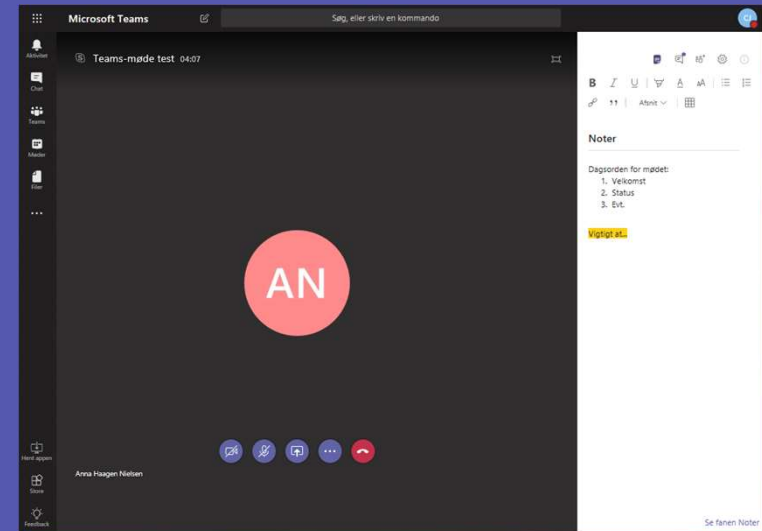 Microsoft Teams
Søg, eller skriv en kommando
CJ
Aktivitet
Chat
Teams
Møder
Filer
Hent appen
Store
Feedback
Teams-møde test 04:07
AN
Anna Haagen Nielsen
B I U A AA
Afsnit
Noter
Dagsorden for mødet:
1. Velkomst
2. Status
3. Evt.
Vigtigt at...
Se fanen Noter